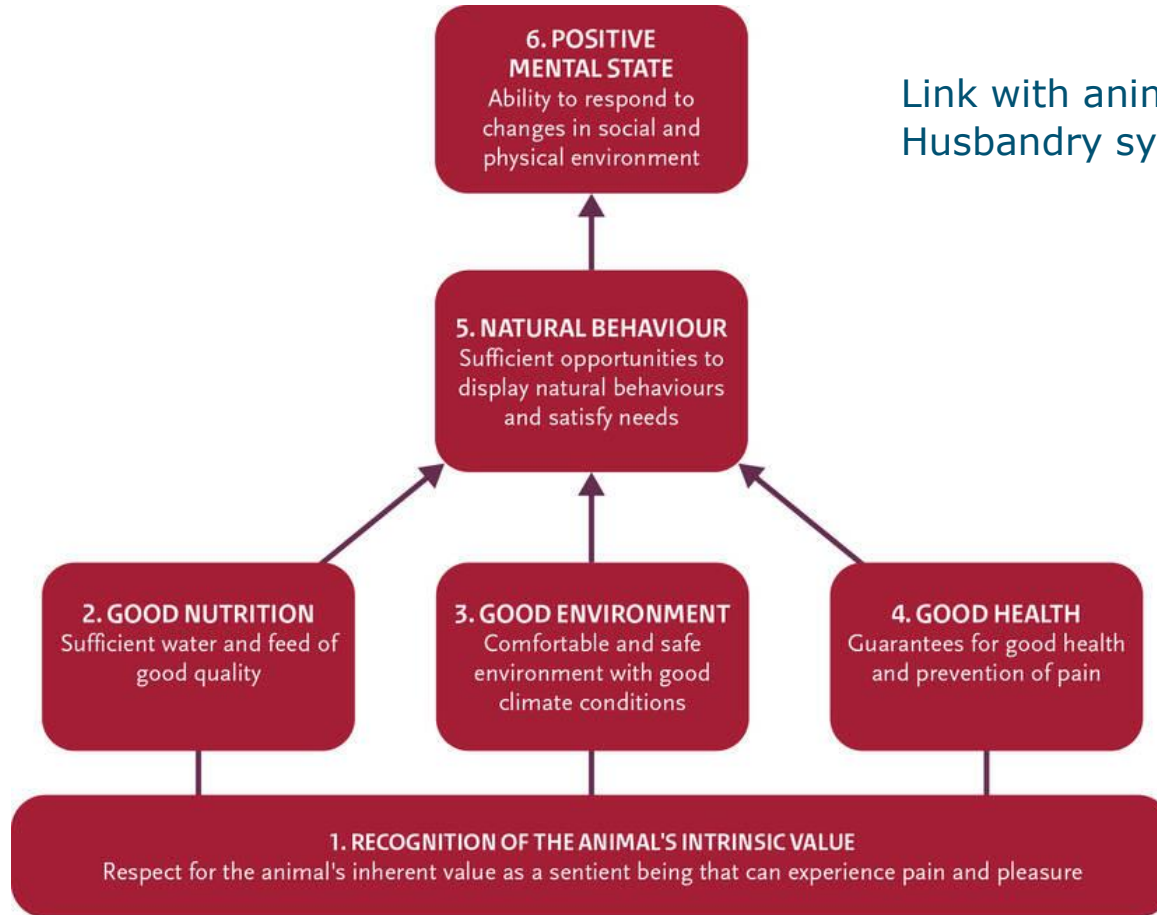 6. POSITIVE
MENTAL STATE
Ability to respond to
changes in social and
physical environment
Link with
Husbandry
5. NATURAL BEHAVIOUR
Sufficient opportunities to
display natural behaviours
and satisfy needs
2. GOOD NUTRITION
Sufficient water and feed of
good quality
3. GOOD ENVIRONMENT
Comfortable and safe
environment with good
climate conditions
4. GOOD HEALTH
Guarantees for good health
and prevention of pain
1. RECOGNITION OF THE ANIMAL'S INTRINSIC VALUE
Respect for the animal's inherent value as a sentient being that can experience pain and pleasure